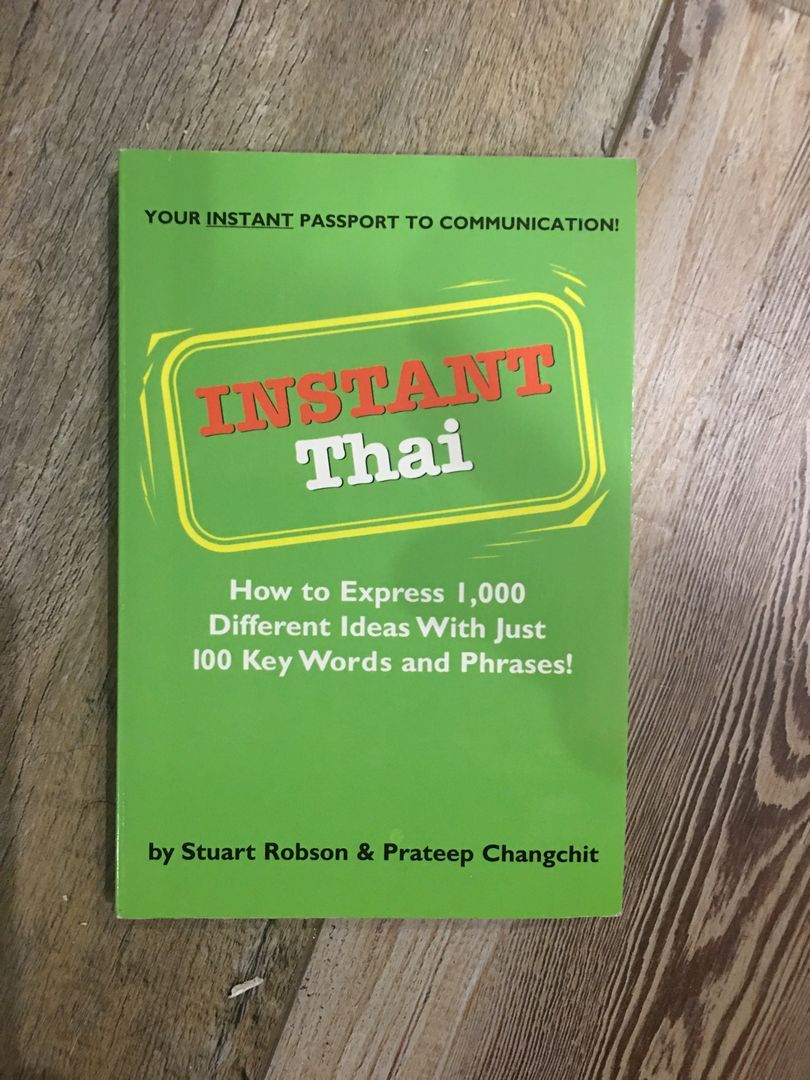 YOUR INSTANT PASSPORT TO COMMUNICATION!
INSTANT
Thai
How to Express 1,000
Different Ideas With Just
100 Key Words and Phrases!
by Stuart Robson & Prateep Changchit